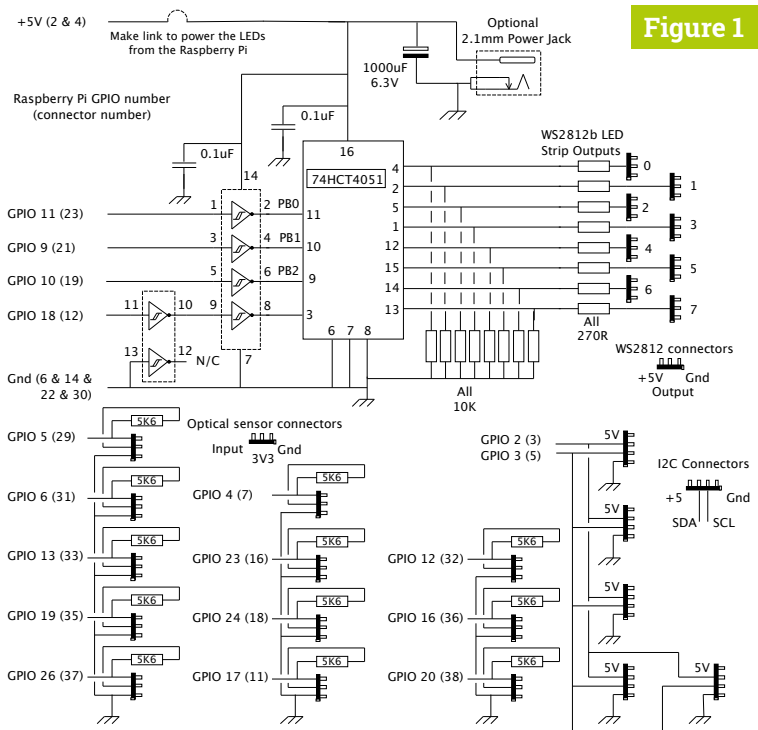 Figure 1
+5V (2 & 4)
Make link to power the LEDs
from the Raspberry Pi
Optional
2.1mm Power Jack
1000uF
6.3V
Raspberry Pi GPIO number
(connector number)
0.1uF
0.1uF
14
16
74HCT4051
WS2812b LED
Strip Outputs
4
0
2
1
5
2
1
3
12
4
15
5
14
6
13
7
GPIO 11 (23)
1
2
PB0
11
GPIO 9 (21)
3
4
PB1
10
GPIO 10 (19)
5
6
PB2
9
GPIO 18 (12)
11
10
9
8
3
13
12
N/C
7
6
7
8
Gnd (6 & 14 &
22 & 30)
All
270R
All
10K
WS2812 connectors
+5V
Gnd
Output
Optical sensor connectors
Input
Gnd
3V3
GPIO 5 (29)
5K6
GPIO 6 (31)
5K6
GPIO 13 (33)
5K6
GPIO 19 (35)
5K6
GPIO 26 (37)
5K6
GPIO 4 (7)
5K6
GPIO 23 (16)
5K6
GPIO 24 (18)
5K6
GPIO 17 (11)
5K6
GPIO 12 (32)
5K6
GPIO 16 (36)
5K6
GPIO 20 (38)
5K6
GPIO 2 (3)
GPIO 3 (5)
5V
5V
5V
5V
5V
I2C Connectors
+5
Gnd
SDA
SCL